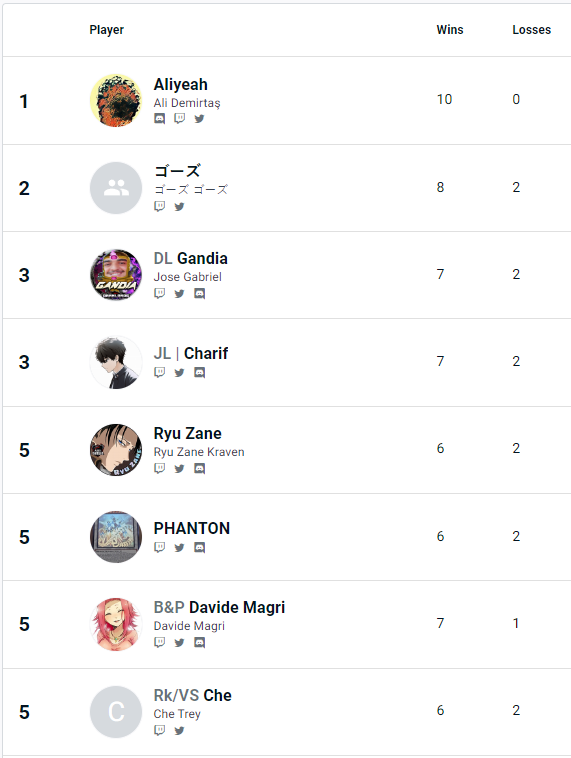 Player Wins Losses
1 Aliyeah 10 0
Ali Demirtaş
2 ゴーズ 8 2
ゴーズ ゴーズ
3 DL Gandia 7 2
Jose Gabriel
GANDIA
3 JL | Charif 7 2
5 Ryu Zane 6 2
Ryu Zane Kraven
Ryu Zane
5 PHANTON 6 2
5 B&P Davide Magri 7 1
Davide Magri
5 C Rk/VS Che 6 2
Che Trey